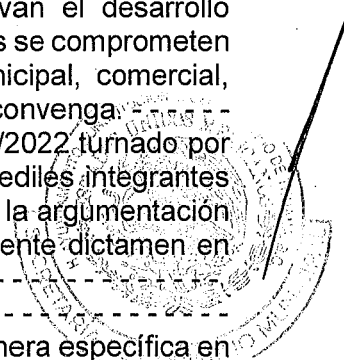 van el desarrollo
s se comprometen
nicipal, comercial,
convenga. - - - - -
/2022 turnado por
ediles integrantes
la argumentación
ente dictamen en
- - - - - - - - - - - -
- - - - - - - - - - - -
nera específica en